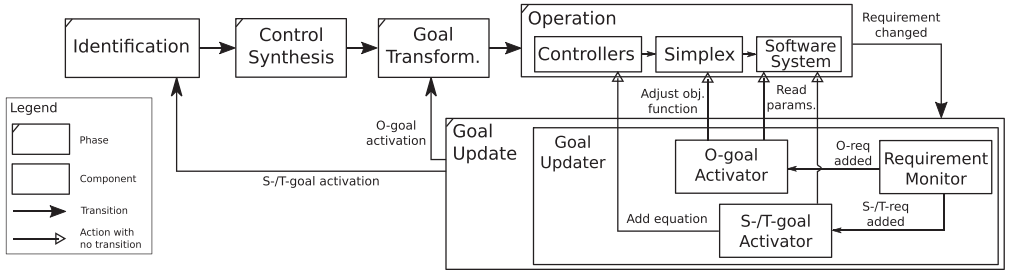 Identification
Control
Synthesis
Goal
Transform.
Operation
Controllers
Simplex
Software
System
Requirement
changed
Legend
Phase
Component
Transition
Action with
no transition
O-goal
activation
S-/T-goal activation
Adjust obj.
function
Read
params.
Goal
Update
Goal
Updater
O-goal
Activator
O-req
added
Requirement
Monitor
S-/T-req
added
Add equation
S-/T-goal
Activator